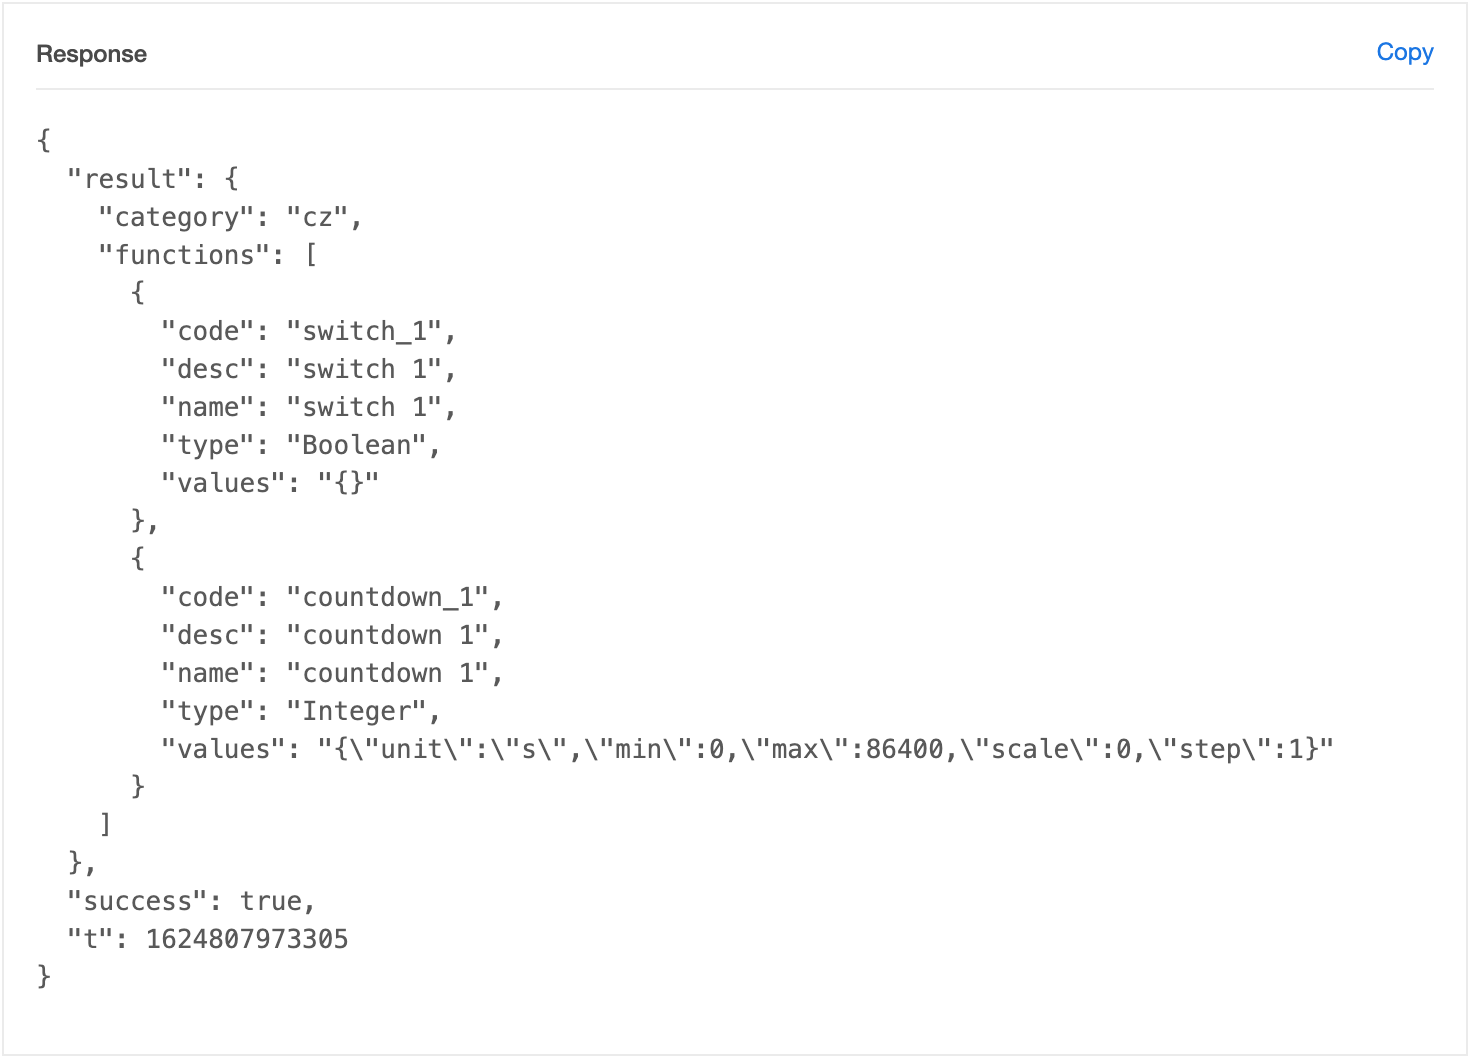 Response
Copy
{
  "result": {
    "category": "cz",
    "functions": [
      {
        "code": "switch_1",
        "desc": "switch 1",
        "name": "switch 1",
        "type": "Boolean",
        "values": "{}"
      },
      {
        "code": "countdown_1",
        "desc": "countdown 1",
        "name": "countdown 1",
        "type": "Integer",
        "values": "{\"unit\":\"s\",\"min\":0,\"max\":86400,\"scale\":0,\"step\":1}"
      }
    ]
  },
  "success": true,
  "t": 1624807973305
}